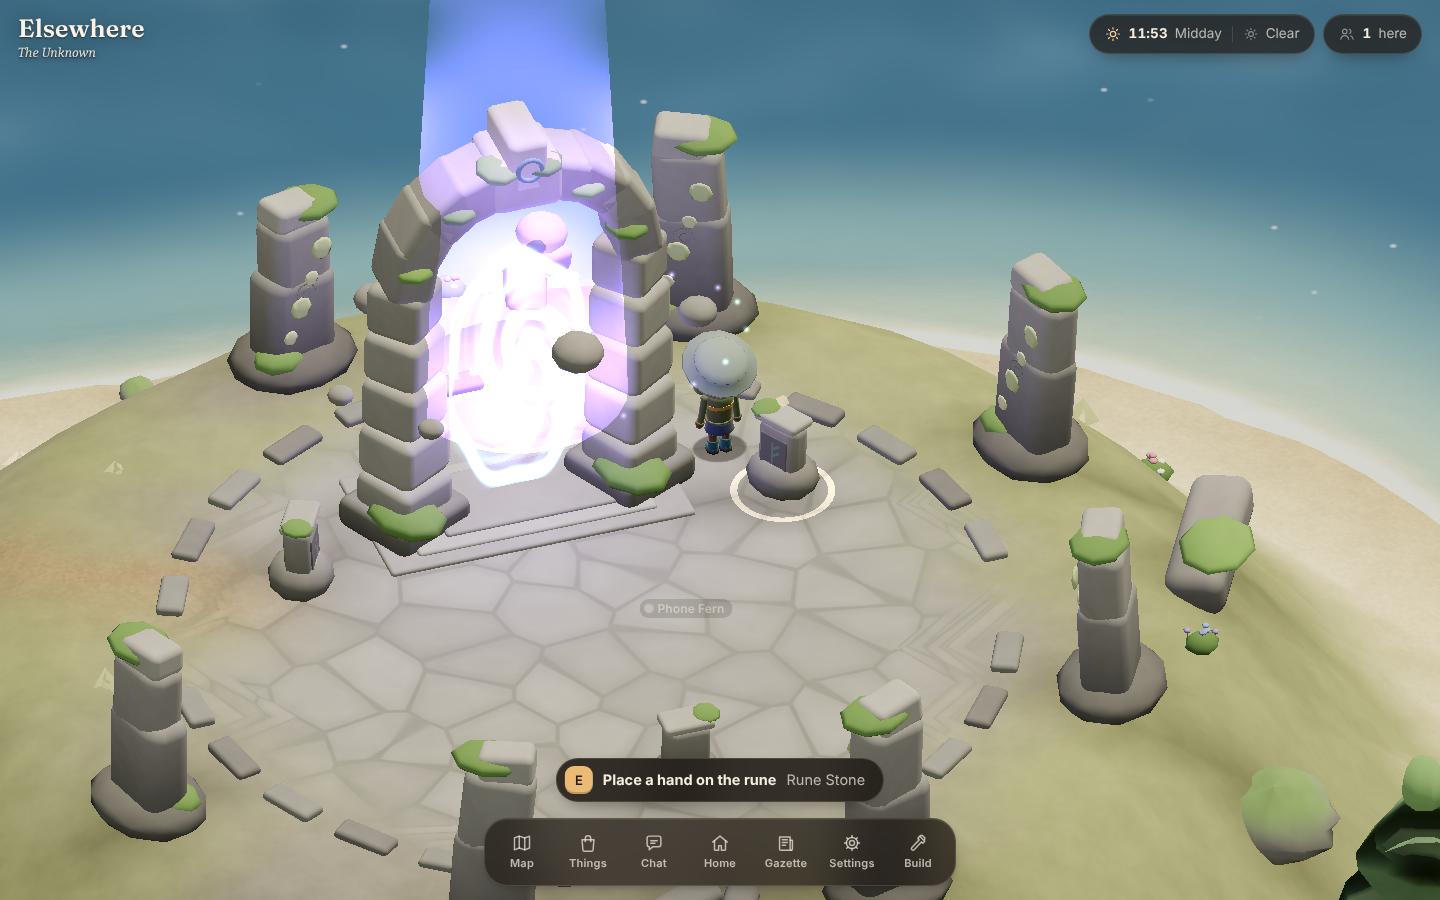 Elsewhere
The Unknown
11:53 Midday Clear
1 here
Phone Fern
E Place a hand on the rune Rune Stone
Map Things Chat Home Gazette Settings Build